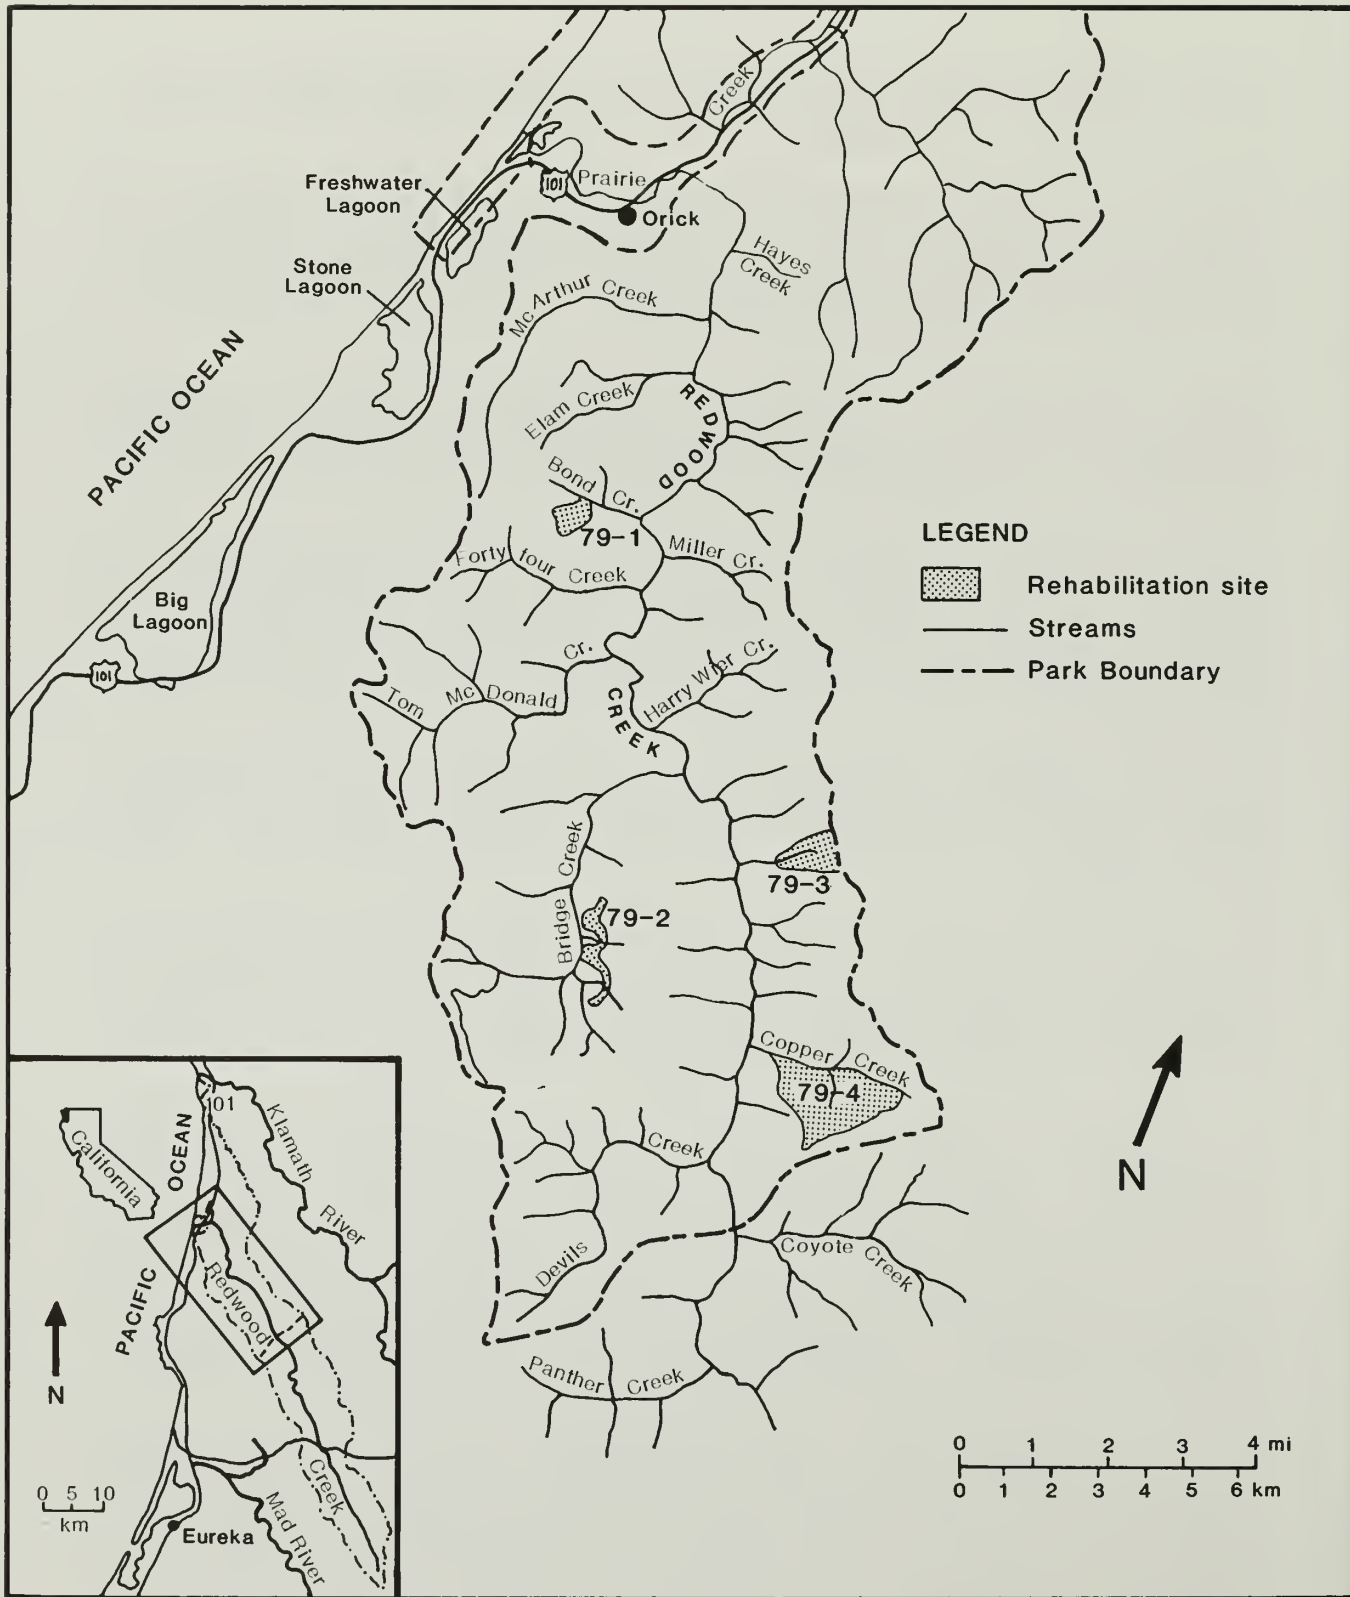 Creek
Freshwater
Lagoon
101
Prairie
Orick
Stone
Lagoon
Hayes
Creek
Mc Arthur Creek
PACIFIC OCEAN
Elam Creek
REDWOOD
Bond Cr.
79-1
LEGEND
Forty four Creek
Miller Cr.
Rehabilitation site
Big
Lagoon
Streams
Cr.
Harry Wier Cr.
Park Boundary
101
Tom Mc Donald
CREEK
Bridge Creek
79-3
79-2
Copper Creek
79-4
N
Creek
Devils
Coyote Creek
Panther Creek
0 1 2 3 4 mi
0 1 2 3 4 5 6 km
101
California
PACIFIC OCEAN
Klamath River
Redwood
Creek
N
0 5 10
km
Eureka
Mad River